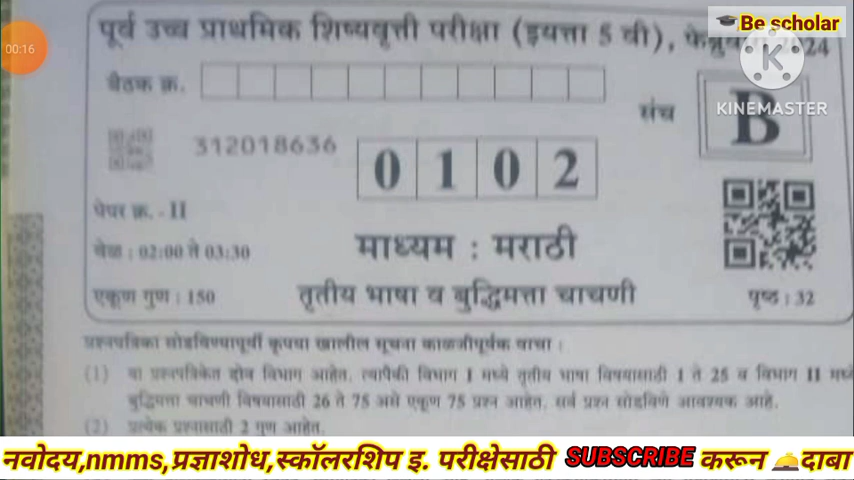 Be scholar
00:16
पूर्व उच्च प्राथमिक शिष्यवृत्ती परीक्षा (इयत्ता 5 वी), 2024
KINEMASTER
बैठक क्र.
संच B
312018636
0 1 0 2
पेपर क्र. - II
वेळ : 02:00 ते 03:30
माध्यम : मराठी
एकूण गुण : 150
तृतीय भाषा व बुद्धिमत्ता चाचणी
पृष्ठ : 32
प्रश्नपत्रिका सोडविण्यापूर्वी कृपया खालील सूचना काळजीपूर्वक वाचा :
(1) या प्रश्नपत्रिकेत दोन विभाग आहेत. त्यापैकी विभाग I मध्ये तृतीय भाषा विषयासाठी 1 ते 25 व विभाग II मध्ये
बुद्धिमत्ता चाचणी विषयासाठी 26 ते 75 असे एकूण 75 प्रश्न आहेत. सर्व प्रश्न सोडविणे आवश्यक आहे.
(2) प्रत्येक प्रश्नासाठी 2 गुण आहेत.
नवोदय,nmms,प्रज्ञाशोध,स्कॉलरशिप इ. परीक्षेसाठी SUBSCRIBE करून दाबा